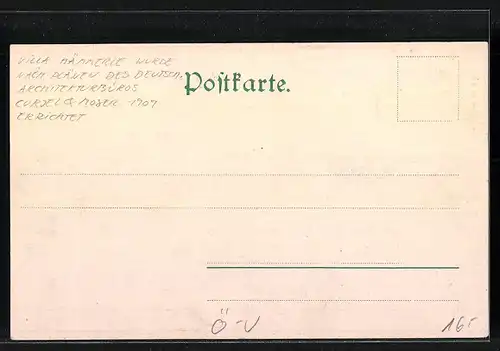 VILLA HÄMMERLE WURDE
NACH PLÄNEN DES DEUTSCH.
ARCHITEKTURBÜROS
CURJEL & MOSER 1907
ERRICHTET
Postkarte.
Ö-V
16.-